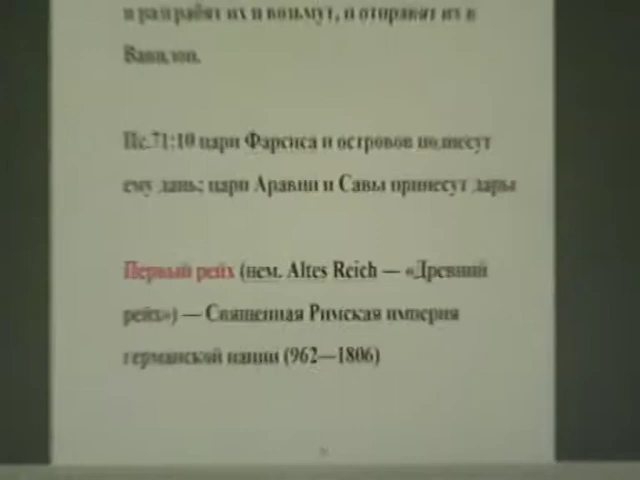 и разграбят их и возьмут, и отправят их в
Вавилон.
Пс.71:10 цари Фарсиса и островов поднесут
ему дань; цари Аравии и Савы принесут дары
Первый рейх (нем. Altes Reich — «Древний
рейх») — Священная Римская империя
германской нации (962—1806)